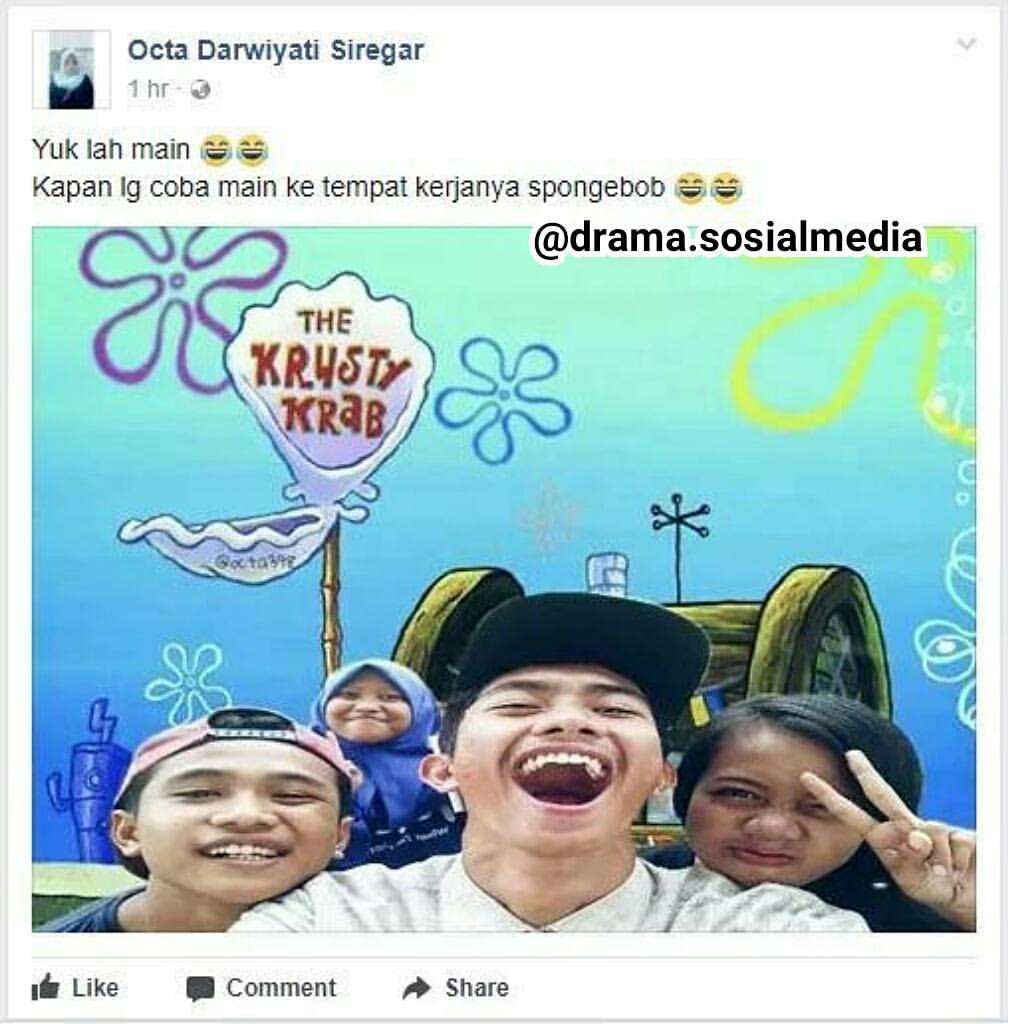 Octa Darwiyati Siregar
1 hr ·
Yuk lah main 😂😂
Kapan lg coba main ke tempat kerjanya spongebob 😂😂
@drama.sosialmedia
THE
KRUSTY
KRAB
@octa398
Like Comment Share